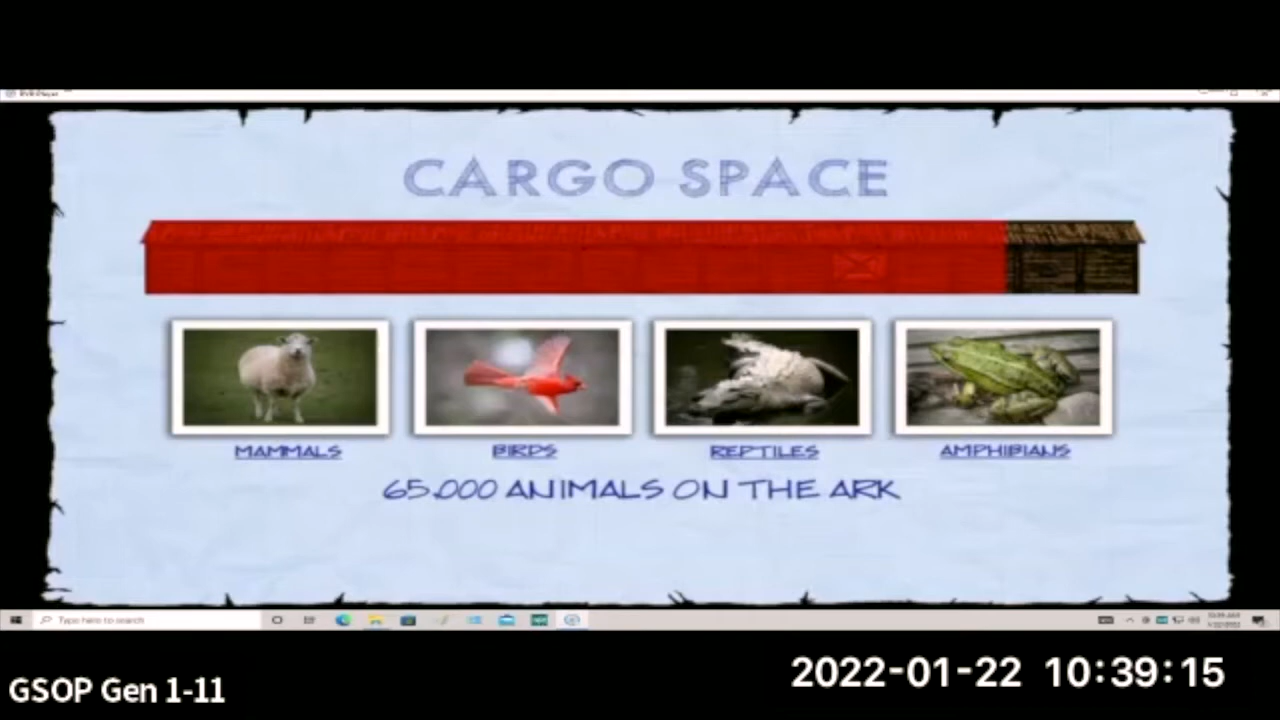 CARGO SPACE
MAMMALS BIRDS REPTILES AMPHIBIANS
65,000 ANIMALS ON THE ARK
Type here to search
GSOP Gen 1-11
2022-01-22 10:39:15